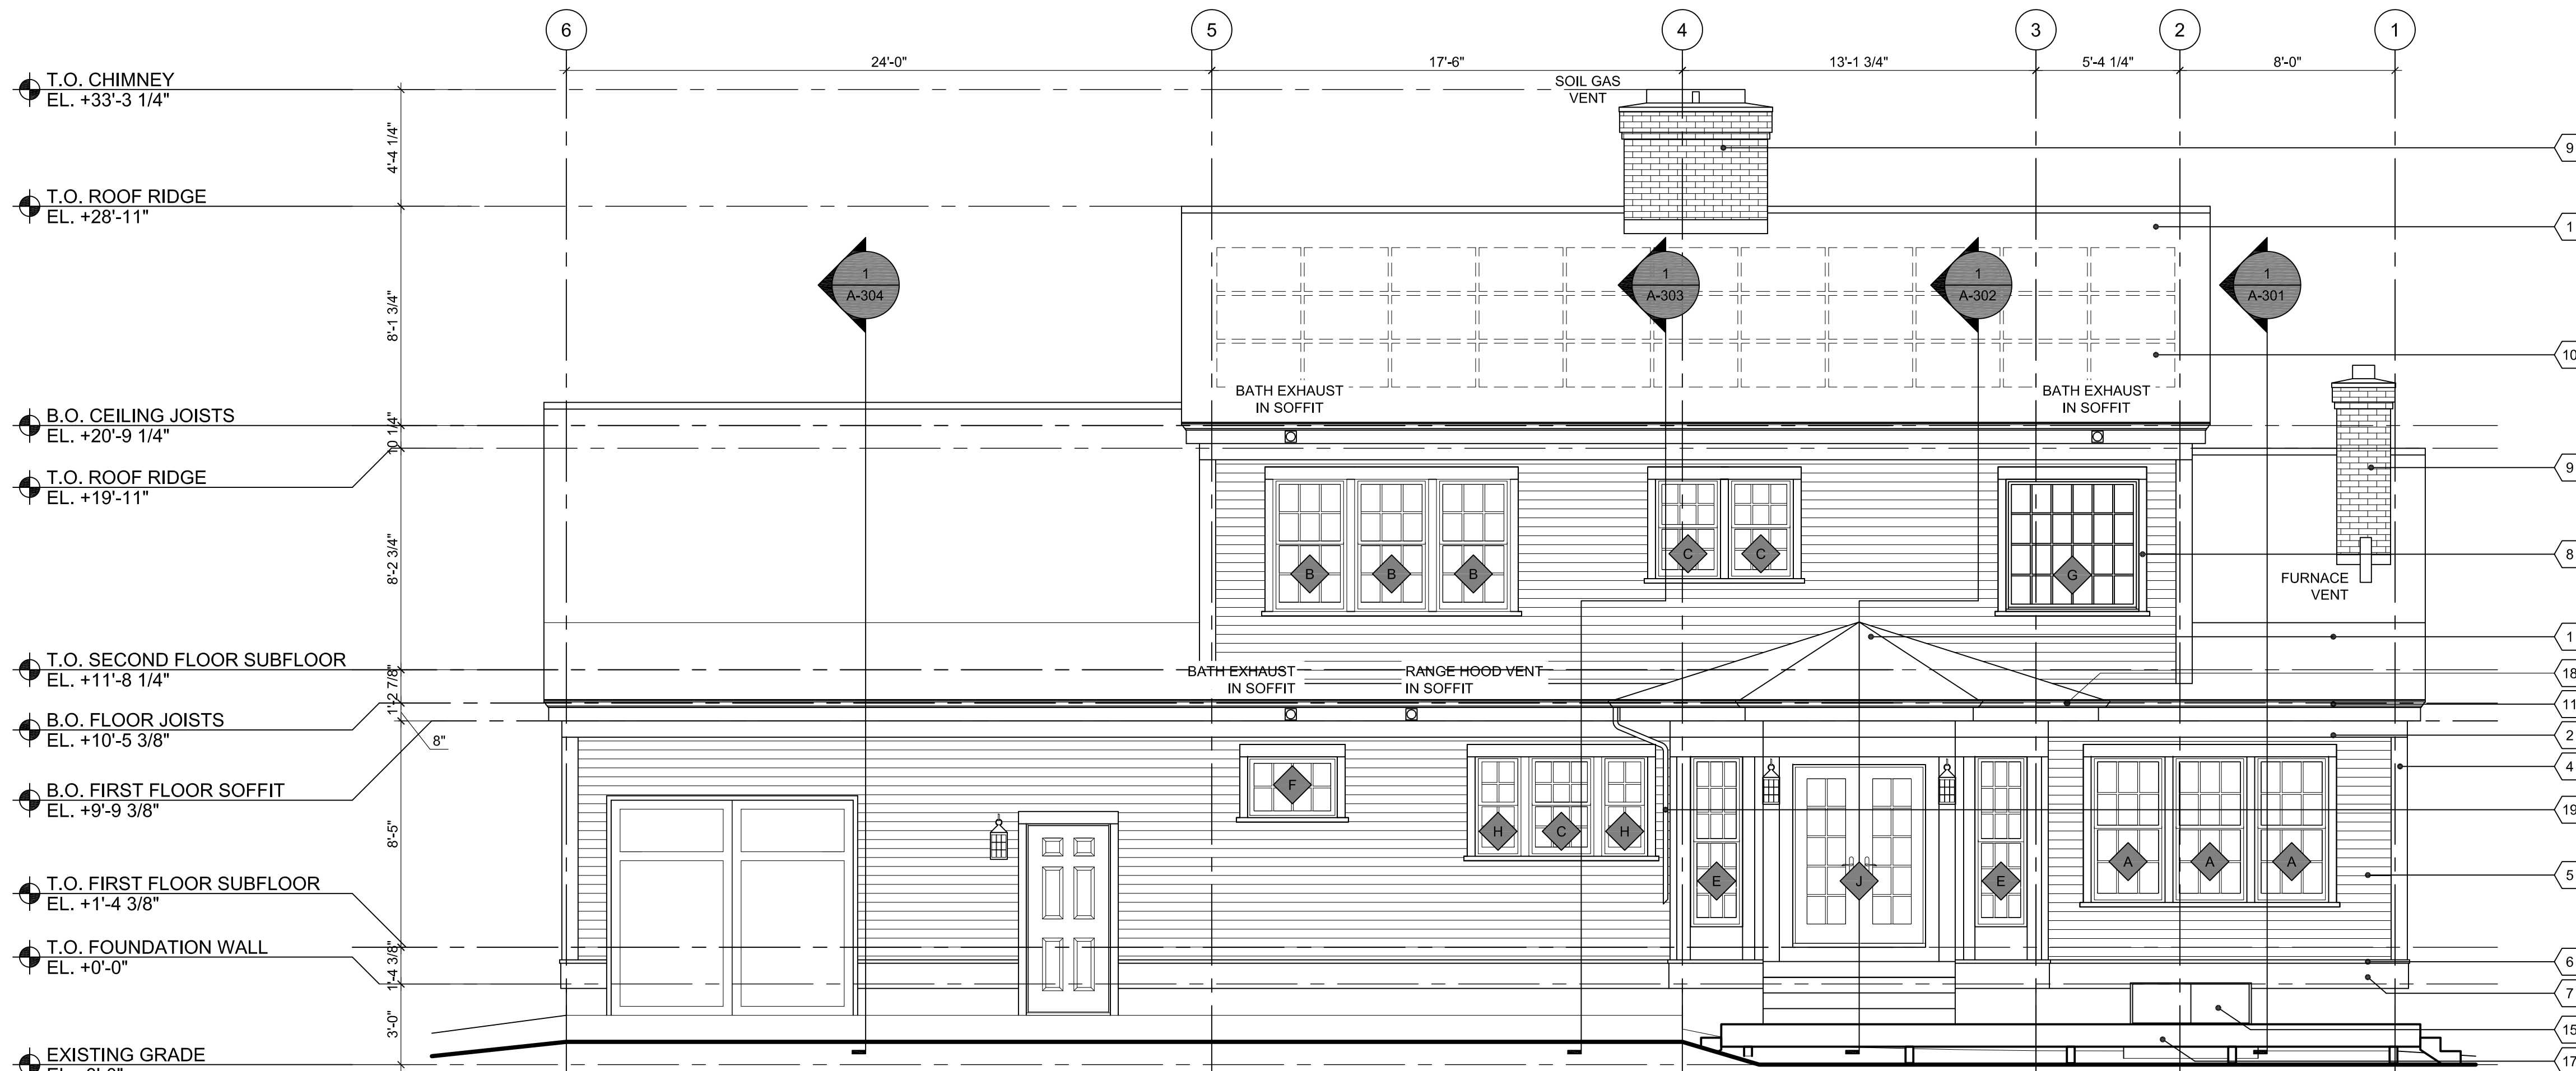 6
5
4
3
2
1
24'-0"
17'-6"
13'-1 3/4"
5'-4 1/4"
8'-0"
T.O. CHIMNEY
EL. +33'-3 1/4"
SOIL GAS
VENT
4'-4 1/4"
9
T.O. ROOF RIDGE
EL. +28'-11"
1
1
A-304
1
A-303
1
A-302
1
A-301
8'-1 3/4"
10
BATH EXHAUST
IN SOFFIT
BATH EXHAUST
IN SOFFIT
B.O. CEILING JOISTS
EL. +20'-9 1/4"
10 1/4"
T.O. ROOF RIDGE
EL. +19'-11"
9
8'-2 3/4"
B
B
B
C
C
G
8
FURNACE
VENT
1
T.O. SECOND FLOOR SUBFLOOR
EL. +11'-8 1/4"
BATH EXHAUST
IN SOFFIT
RANGE HOOD VENT
IN SOFFIT
18
1'-2 7/8"
11
B.O. FLOOR JOISTS
EL. +10'-5 3/8"
8"
2
4
B.O. FIRST FLOOR SOFFIT
EL. +9'-9 3/8"
F
19
8'-5"
H
C
H
A
A
A
E
J
E
5
T.O. FIRST FLOOR SUBFLOOR
EL. +1'-4 3/8"
T.O. FOUNDATION WALL
EL. +0'-0"
1'-4 3/8"
6
7
3'-0"
15
EXISTING GRADE
17